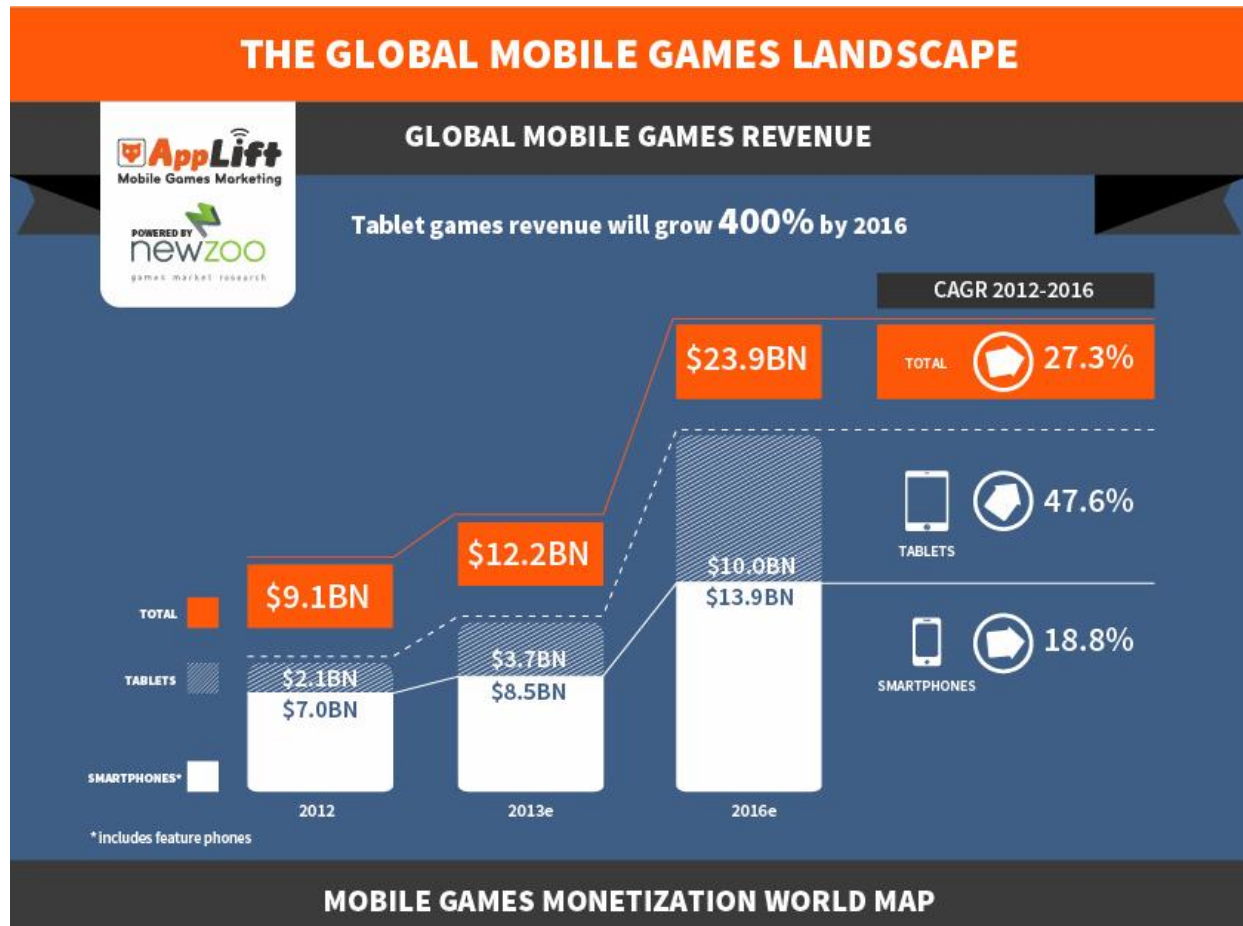 THE GLOBAL MOBILE GAMES LANDSCAPE
GLOBAL MOBILE GAMES REVENUE
AppLift
Mobile Games Marketing
POWERED BY
newzoo
games market research
Tablet games revenue will grow 400% by 2016
CAGR 2012-2016
$23.9BN
TOTAL 27.3%
47.6%
TABLETS
$12.2BN
$10.0BN
$13.9BN
$9.1BN
TOTAL
18.8%
SMARTPHONES
$3.7BN
$8.5BN
TABLETS
$2.1BN
$7.0BN
SMARTPHONES*
2012 2013e 2016e
*includes feature phones
MOBILE GAMES MONETIZATION WORLD MAP